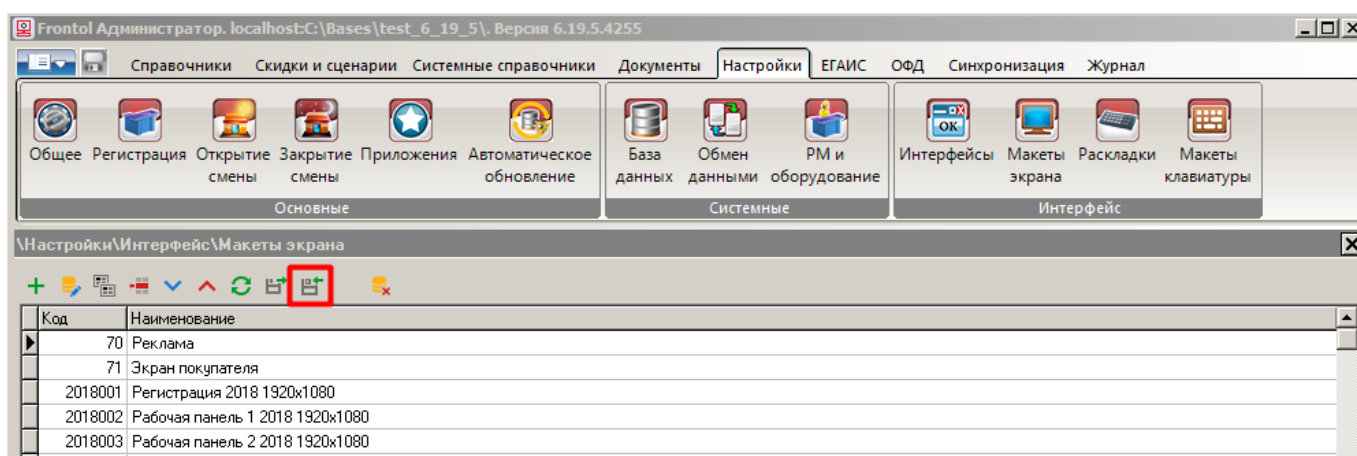 Frontol Администратор. localhost:C:\Bases\test_6_19_5\. Версия 6.19.5.4255
Справочники Скидки и сценарии Системные справочники Документы Настройки ЕГАИС ОФД Синхронизация Журнал
Общее Регистрация Открытие смены Закрытие смены Приложения Автоматическое обновление База данных Обмен данными РМ и оборудование Интерфейсы Макеты экрана Раскладки Макеты клавиатуры
Основные Системные Интерфейс
\Настройки\Интерфейс\Макеты экрана
Код Наименование
70 Реклама
71 Экран покупателя
2018001 Регистрация 2018 1920x1080
2018002 Рабочая панель 1 2018 1920x1080
2018003 Рабочая панель 2 2018 1920x1080